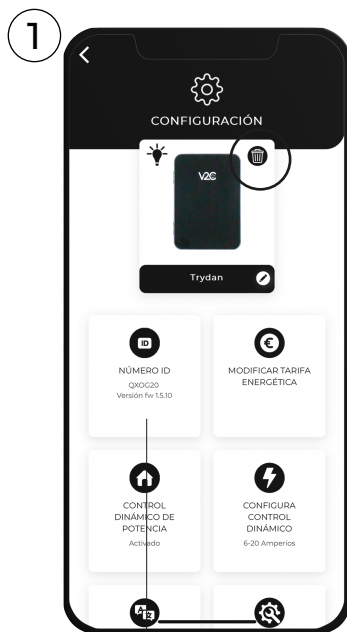 1
CONFIGURACIÓN
V2C
Trydan
ID
NÚMERO ID
QXOG20
Versión fw 1.5.10
€
MODIFICAR TARIFA
ENERGÉTICA
CONTROL
DINÁMICO DE
POTENCIA
Activado
CONFIGURA
CONTROL
DINÁMICO
6-20 Amperios